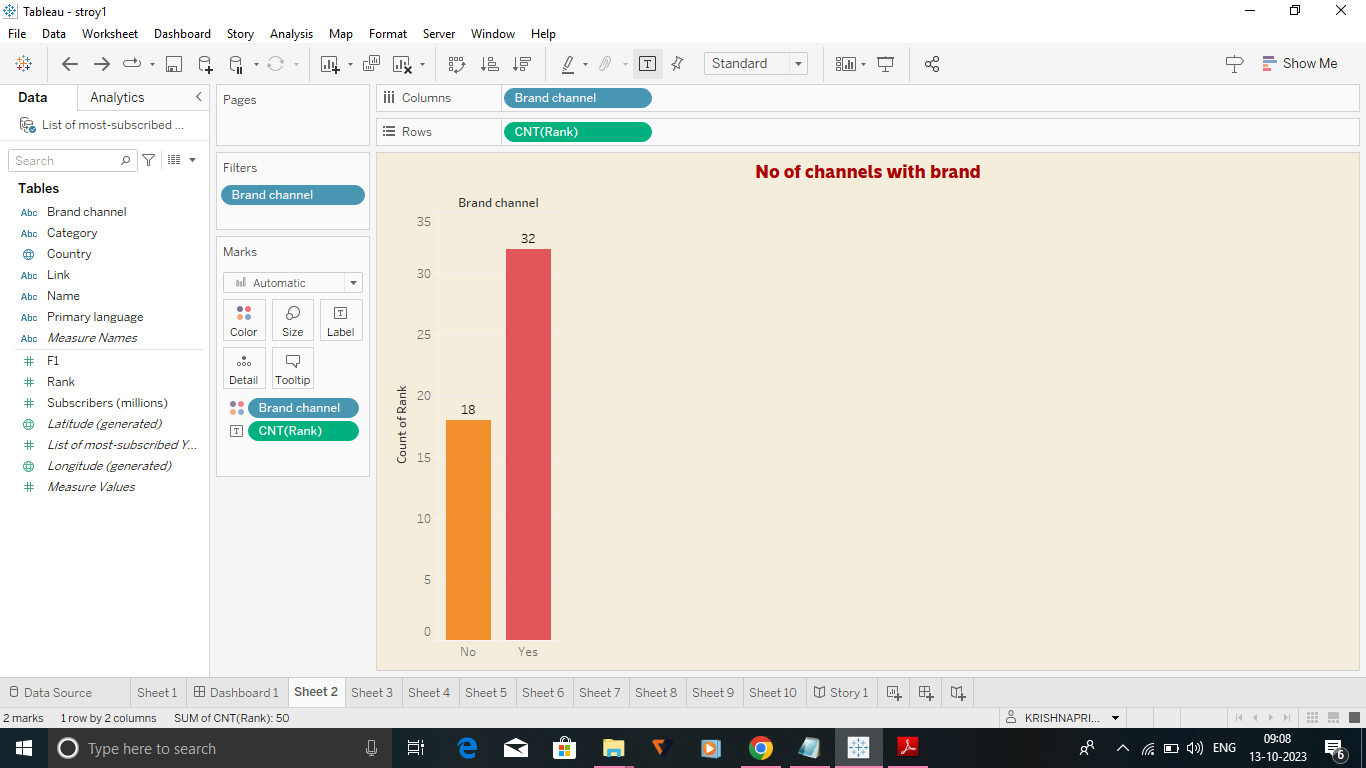 Tableau - stroy1
File Data Worksheet Dashboard Story Analysis Map Format Server Window Help
Standard
Show Me
Data Analytics
List of most-subscribed ...
Search
Tables
Abc Brand channel
Abc Category
Country
Abc Link
Abc Name
Abc Primary language
Abc Measure Names
# F1
# Rank
# Subscribers (millions)
Latitude (generated)
# List of most-subscribed Y...
Longitude (generated)
# Measure Values
Pages
Filters
Brand channel
Marks
Automatic
Color Size Label
Detail Tooltip
Brand channel
CNT(Rank)
Columns Brand channel
Rows CNT(Rank)
No of channels with brand
Brand channel
Count of Rank
35
30
25
20
15
10
5
0
18
32
No Yes
Data Source Sheet 1 Dashboard 1 Sheet 2 Sheet 3 Sheet 4 Sheet 5 Sheet 6 Sheet 7 Sheet 8 Sheet 9 Sheet 10 Story 1
2 marks 1 row by 2 columns SUM of CNT(Rank): 50
KRISHNAPRI...
Type here to search
ENG
09:08
13-10-2023
6